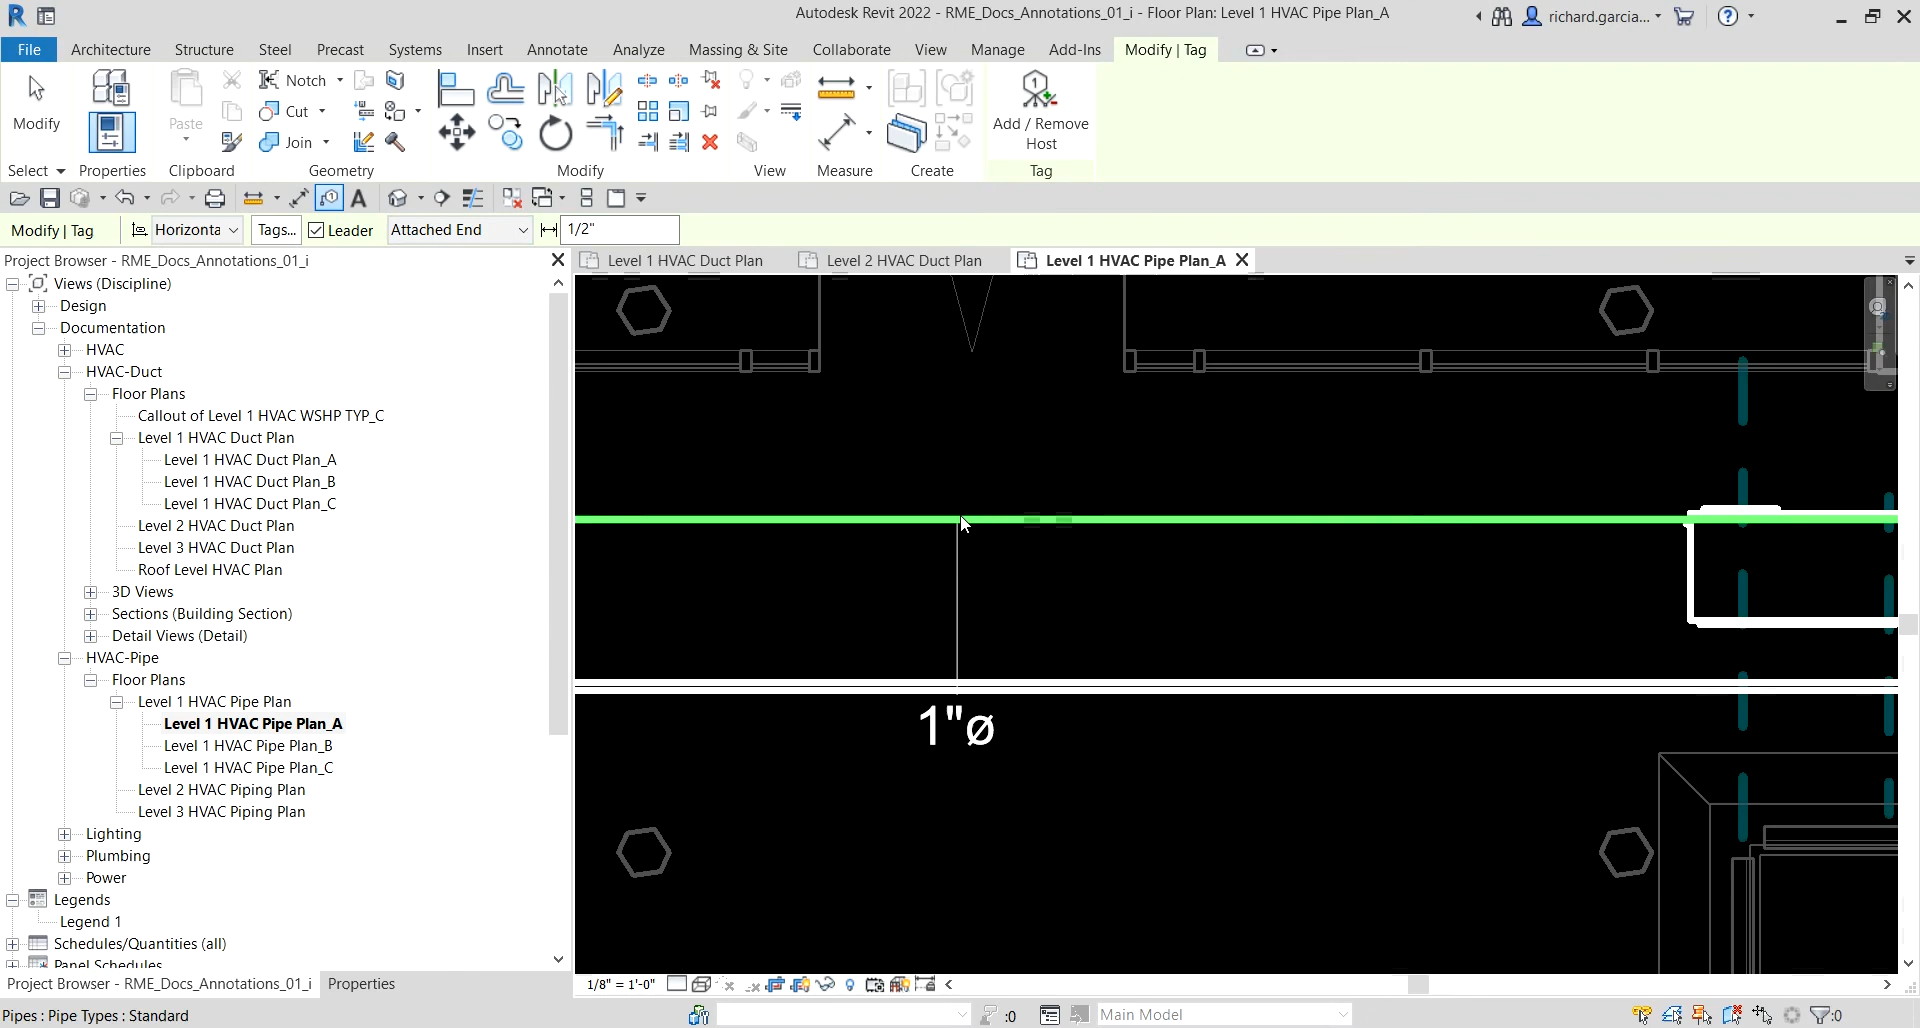 Autodesk Revit 2022 - RME_Docs_Annotations_01_i - Floor Plan: Level 1 HVAC Pipe Plan_A
richard.garcia...
File Architecture Structure Steel Precast Systems Insert Annotate Analyze Massing & Site Collaborate View Manage Add-Ins Modify | Tag
Notch
Cut
Join
Modify
Paste
Add / Remove
Host
Select Properties Clipboard Geometry Modify View Measure Create Tag
Modify | Tag Horizonta Tags... Leader Attached End 1/2"
Project Browser - RME_Docs_Annotations_01_i
Level 1 HVAC Duct Plan Level 2 HVAC Duct Plan Level 1 HVAC Pipe Plan_A
Views (Discipline)
Design
Documentation
HVAC
HVAC-Duct
Floor Plans
Callout of Level 1 HVAC WSHP TYP_C
Level 1 HVAC Duct Plan
Level 1 HVAC Duct Plan_A
Level 1 HVAC Duct Plan_B
Level 1 HVAC Duct Plan_C
Level 2 HVAC Duct Plan
Level 3 HVAC Duct Plan
Roof Level HVAC Plan
3D Views
Sections (Building Section)
Detail Views (Detail)
HVAC-Pipe
Floor Plans
Level 1 HVAC Pipe Plan
Level 1 HVAC Pipe Plan_A
Level 1 HVAC Pipe Plan_B
Level 1 HVAC Pipe Plan_C
Level 2 HVAC Piping Plan
Level 3 HVAC Piping Plan
Lighting
Plumbing
Power
Legends
Legend 1
Schedules/Quantities (all)
Panel Schedules
1"ø
Project Browser - RME_Docs_Annotations_01_i Properties
1/8" = 1'-0"
Pipes : Pipe Types : Standard
:0
Main Model
:0